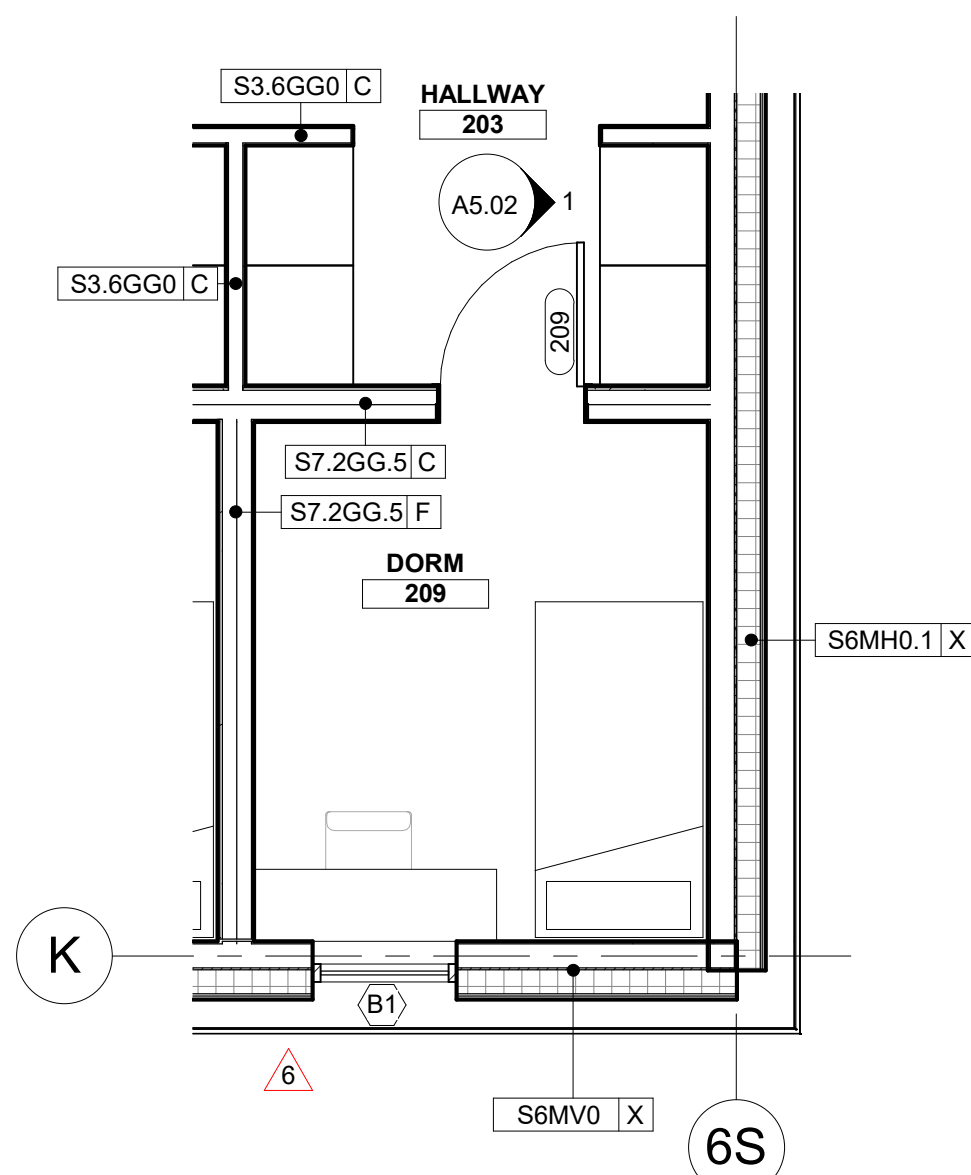 S3.6GG0 C
HALLWAY
203
A5.02 1
S3.6GG0 C
209
S7.2GG.5 C
S7.2GG.5 F
DORM
209
S6MH0.1 X
K
B1
6
S6MV0 X
6S